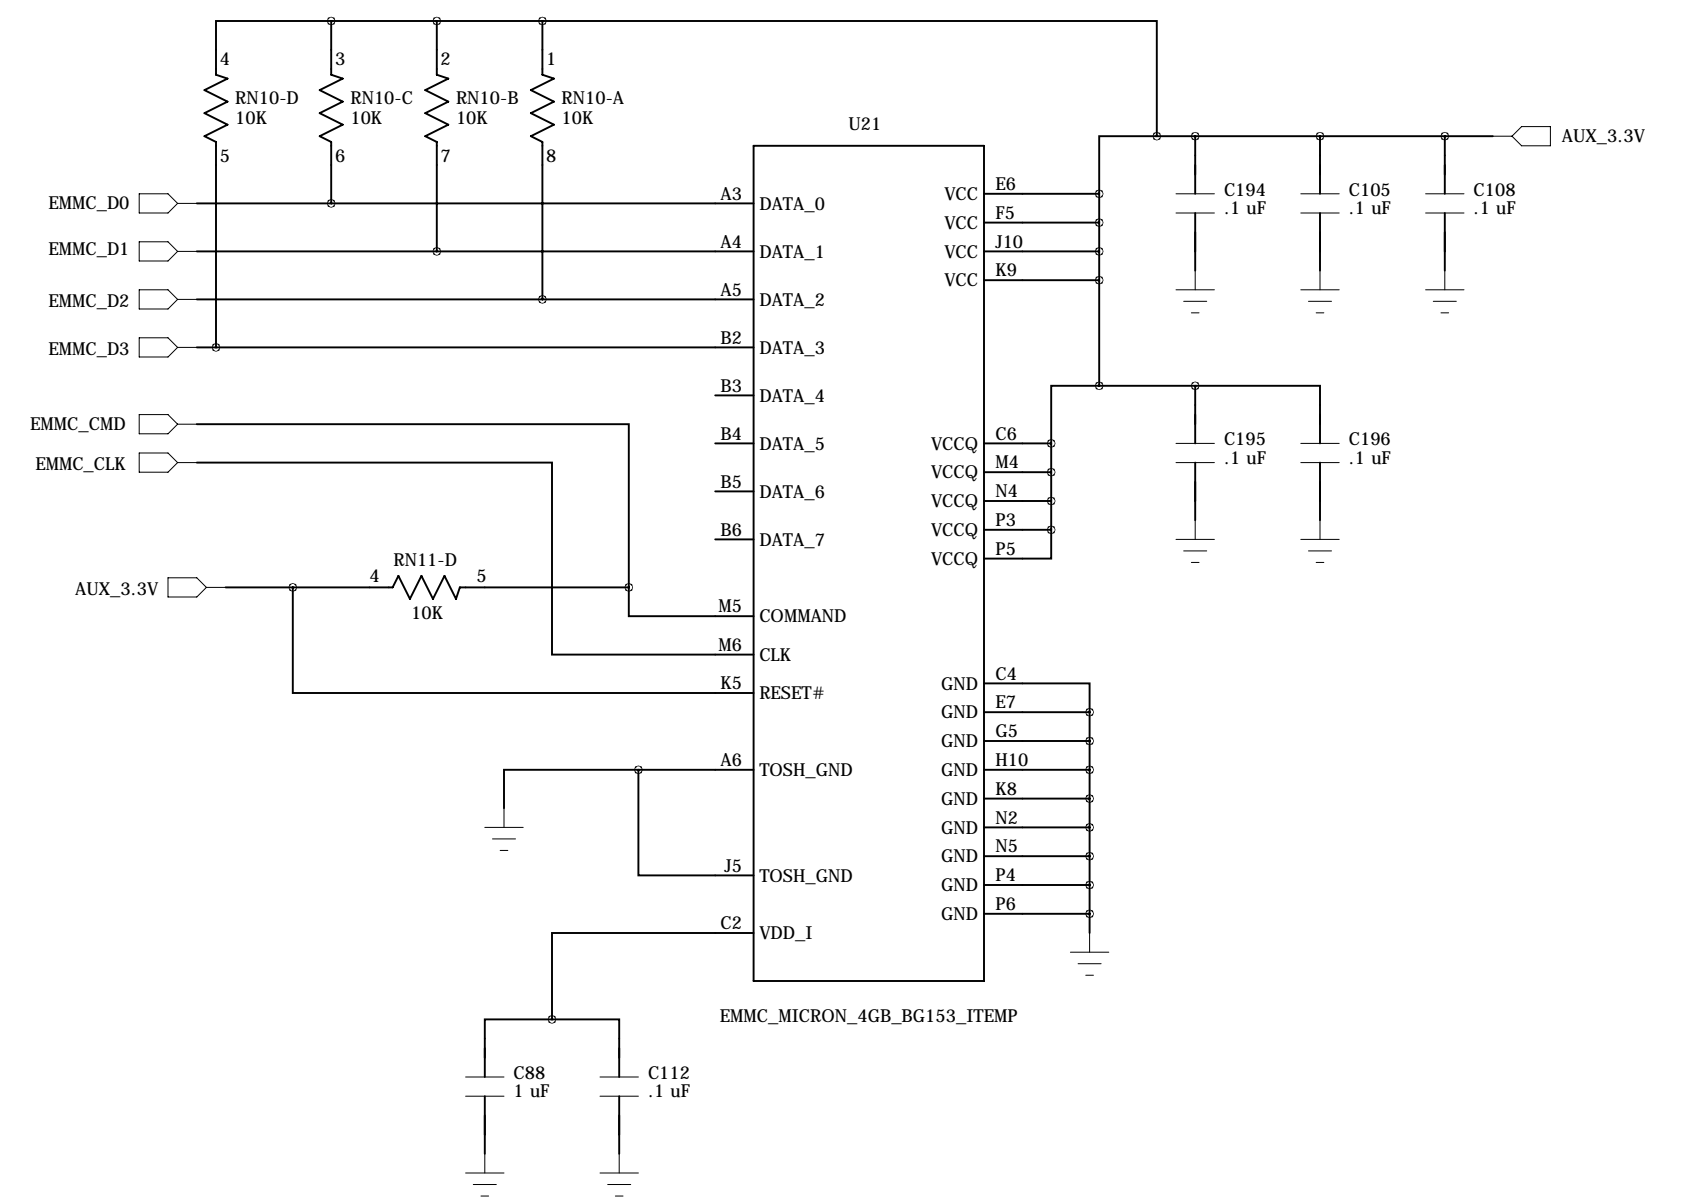 4 3 2 1
RN10-D RN10-C RN10-B RN10-A
10K 10K 10K 10K
5 6 7 8
U21
AUX_3.3V
EMMC_D0 A3 DATA_0
EMMC_D1 A4 DATA_1
EMMC_D2 A5 DATA_2
EMMC_D3 B2 DATA_3
B3 DATA_4
EMMC_CMD
B4 DATA_5
EMMC_CLK
B5 DATA_6
B6 DATA_7
RN11-D
AUX_3.3V 4 5
10K
M5 COMMAND
M6 CLK
K5 RESET#
A6 TOSH_GND
J5 TOSH_GND
C2 VDD_I
VCC E6
VCC F5
VCC J10
VCC K9
C194 C105 C108
.1 uF .1 uF .1 uF
VCCQ C6
VCCQ M4
VCCQ N4
VCCQ P3
VCCQ P5
C195 C196
.1 uF .1 uF
GND C4
GND E7
GND G5
GND H10
GND K8
GND N2
GND N5
GND P4
GND P6
EMMC_MICRON_4GB_BG153_ITEMP
C88 C112
1 uF .1 uF